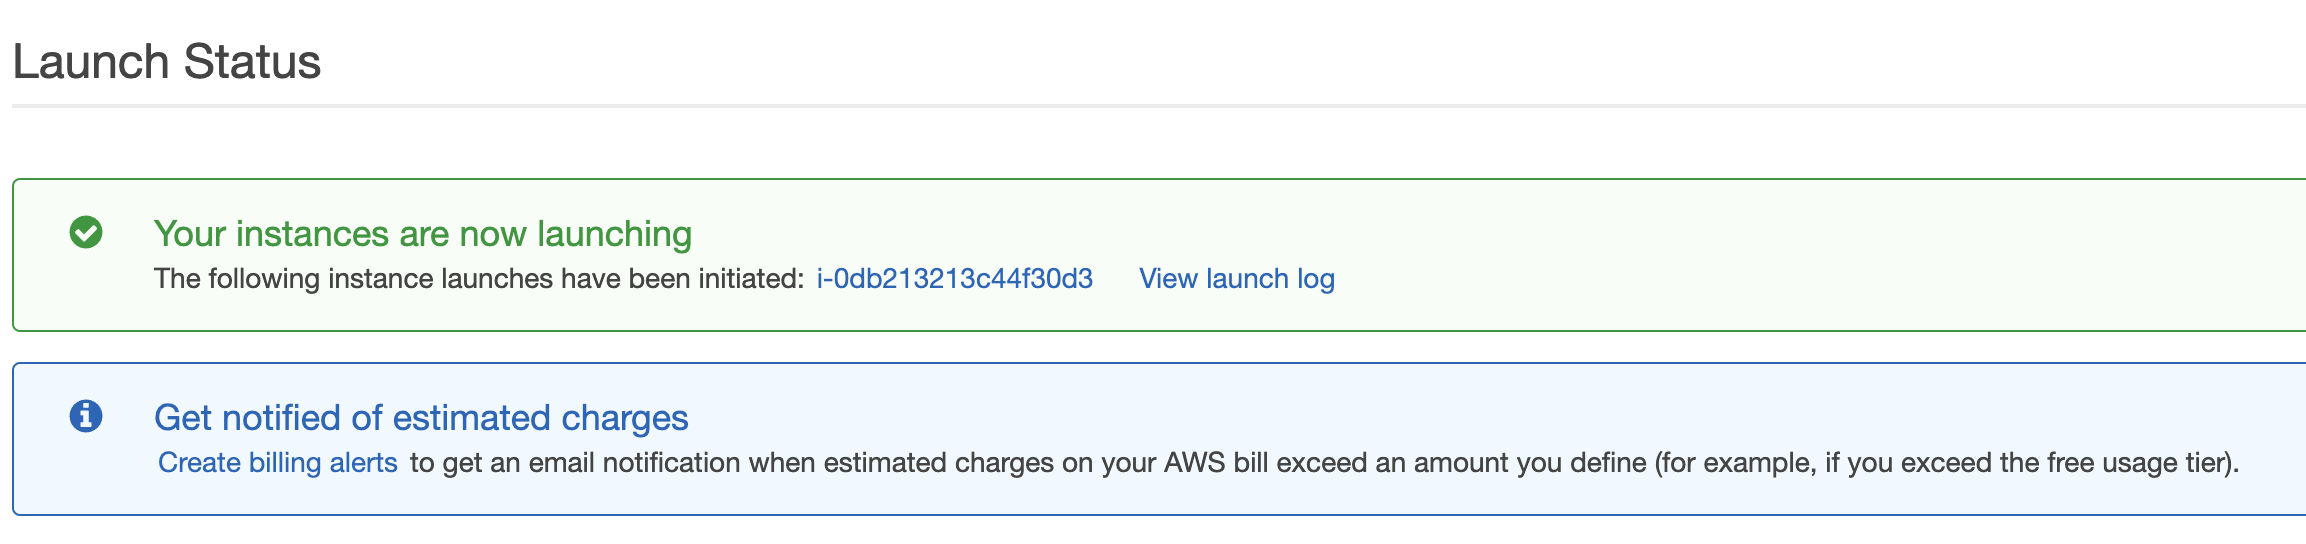 Launch Status
Your instances are now launching
The following instance launches have been initiated: i-0db213213c44f30d3 View launch log
Get notified of estimated charges
Create billing alerts to get an email notification when estimated charges on your AWS bill exceed an amount you define (for example, if you exceed the free usage tier).